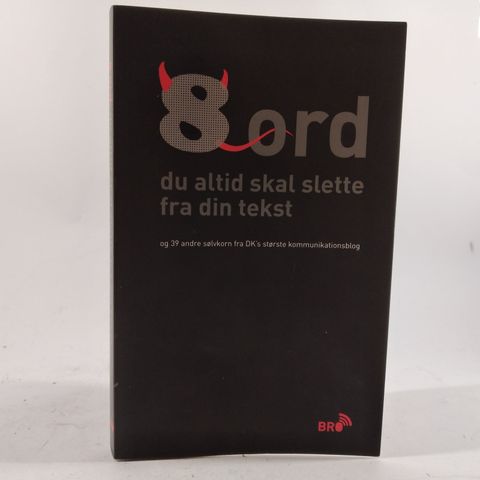 8 ord
du altid skal slette
fra din tekst
og 39 andre sølvkorn fra DK's største kommunikationsblog
BRO